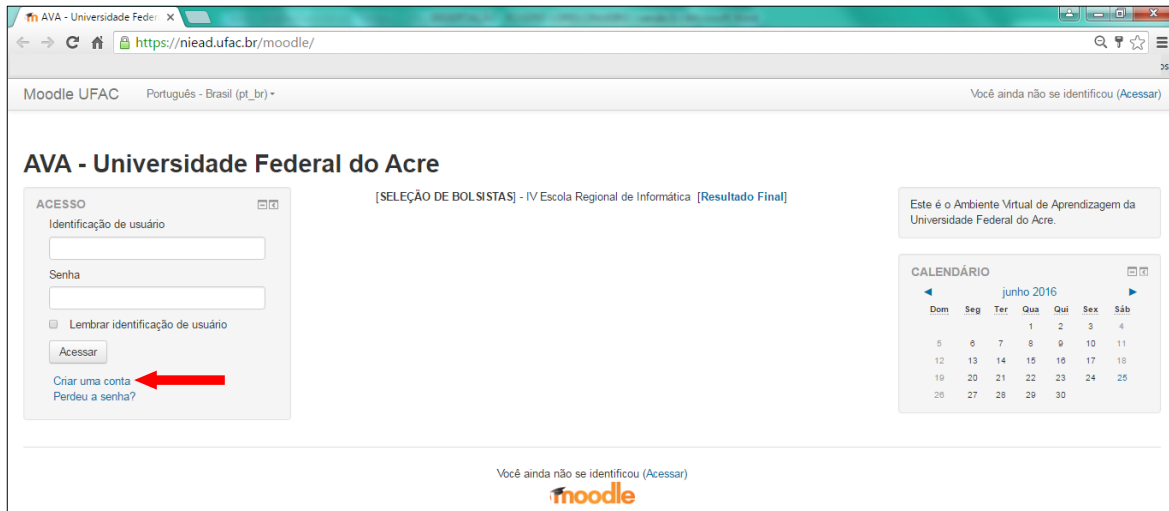 AVA - Universidade Feder
https://niead.ufac.br/moodle/
os
Moodle UFAC Português - Brasil (pt_br)
Você ainda não se identificou (Acessar)
AVA - Universidade Federal do Acre
ACESSO
Identificação de usuário
Senha
Lembrar identificação de usuário
Acessar
Criar uma conta
Perdeu a senha?
[SELEÇÃO DE BOLSISTAS] - IV Escola Regional de Informática [Resultado Final]
Este é o Ambiente Virtual de Aprendizagem da
Universidade Federal do Acre.
CALENDÁRIO
◄ junho 2016 ►
Dom Seg Ter Qua Qui Sex Sáb
1 2 3 4
5 6 7 8 9 10 11
12 13 14 15 16 17 18
19 20 21 22 23 24 25
26 27 28 29 30
Você ainda não se identificou (Acessar)
moodle